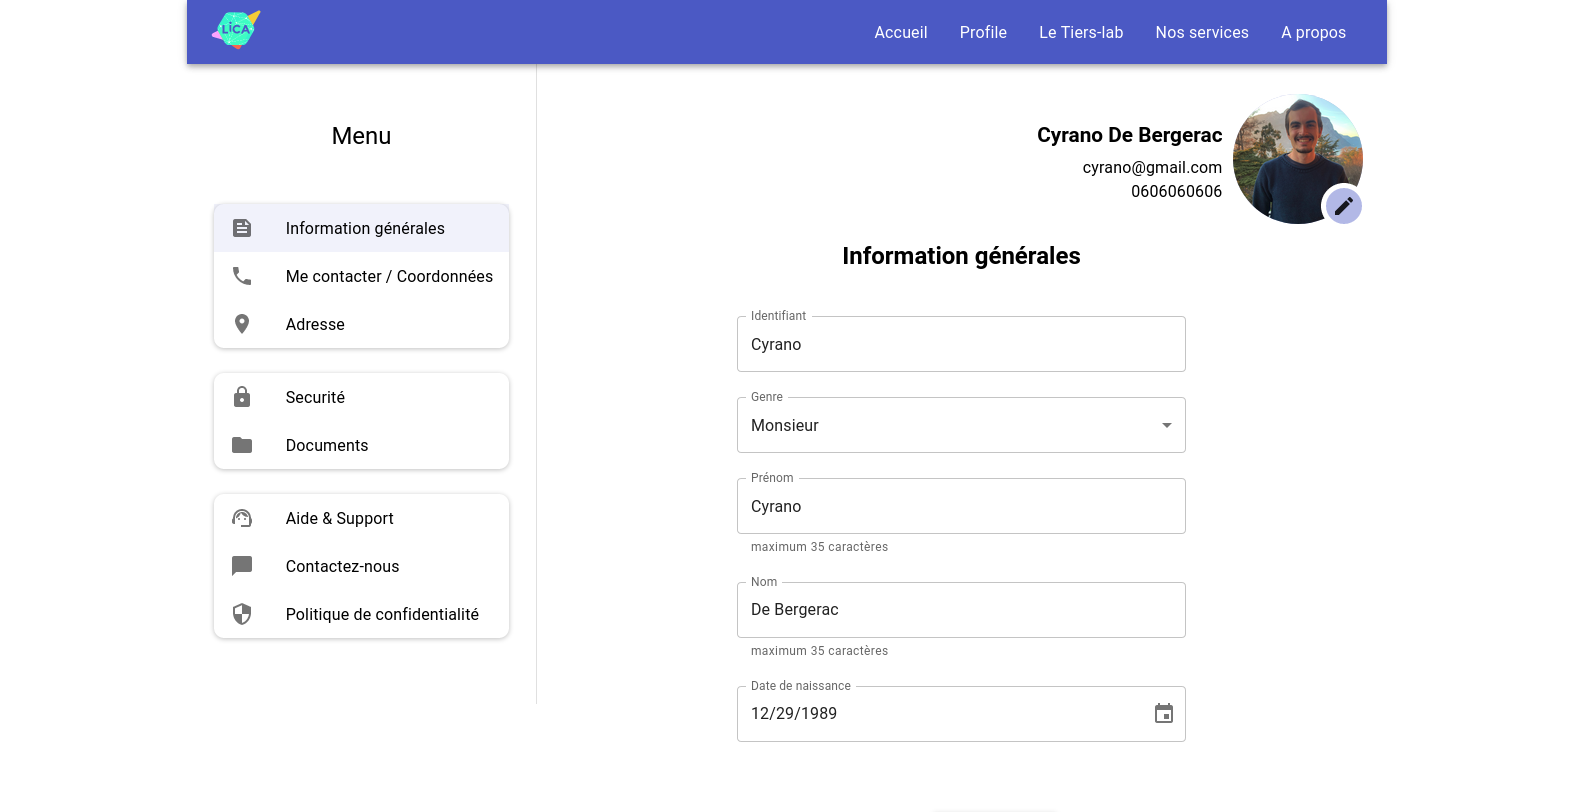 LiCA
Accueil Profile Le Tiers-lab Nos services A propos
Menu
Information générales
Me contacter / Coordonnées
Adresse
Securité
Documents
Aide & Support
Contactez-nous
Politique de confidentialité
Cyrano De Bergerac
cyrano@gmail.com
0606060606
Information générales
Identifiant
Cyrano
Genre
Monsieur
Prénom
Cyrano
maximum 35 caractères
Nom
De Bergerac
maximum 35 caractères
Date de naissance
12/29/1989